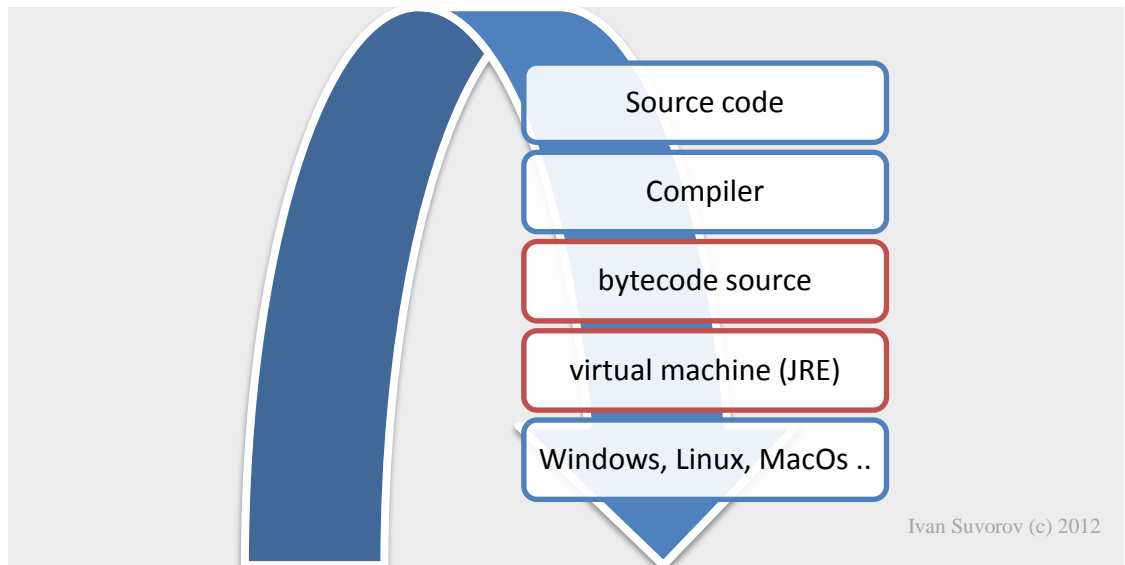 Source code
Compiler
bytecode source
virtual machine (JRE)
Windows, Linux, MacOs ..
Ivan Suvorov (c) 2012